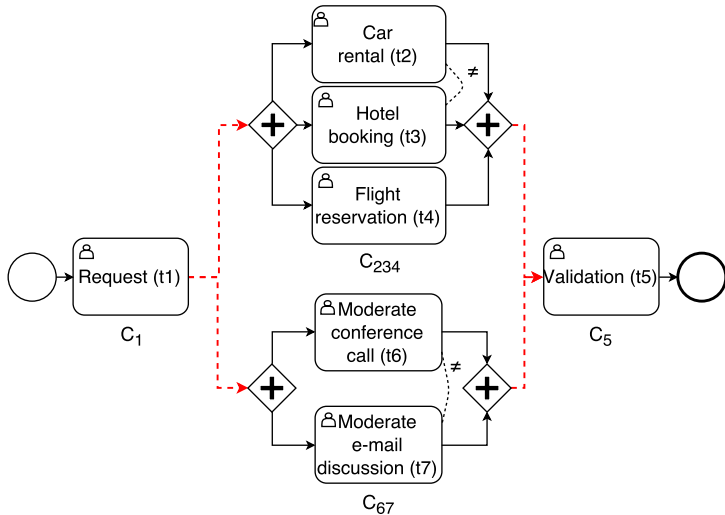 Car
rental (t2)
≠
Hotel
booking (t3)
Flight
reservation (t4)
C234
Request (t1)
C1
Validation (t5)
C5
Moderate
conference
call (t6)
≠
Moderate
e-mail
discussion (t7)
C67